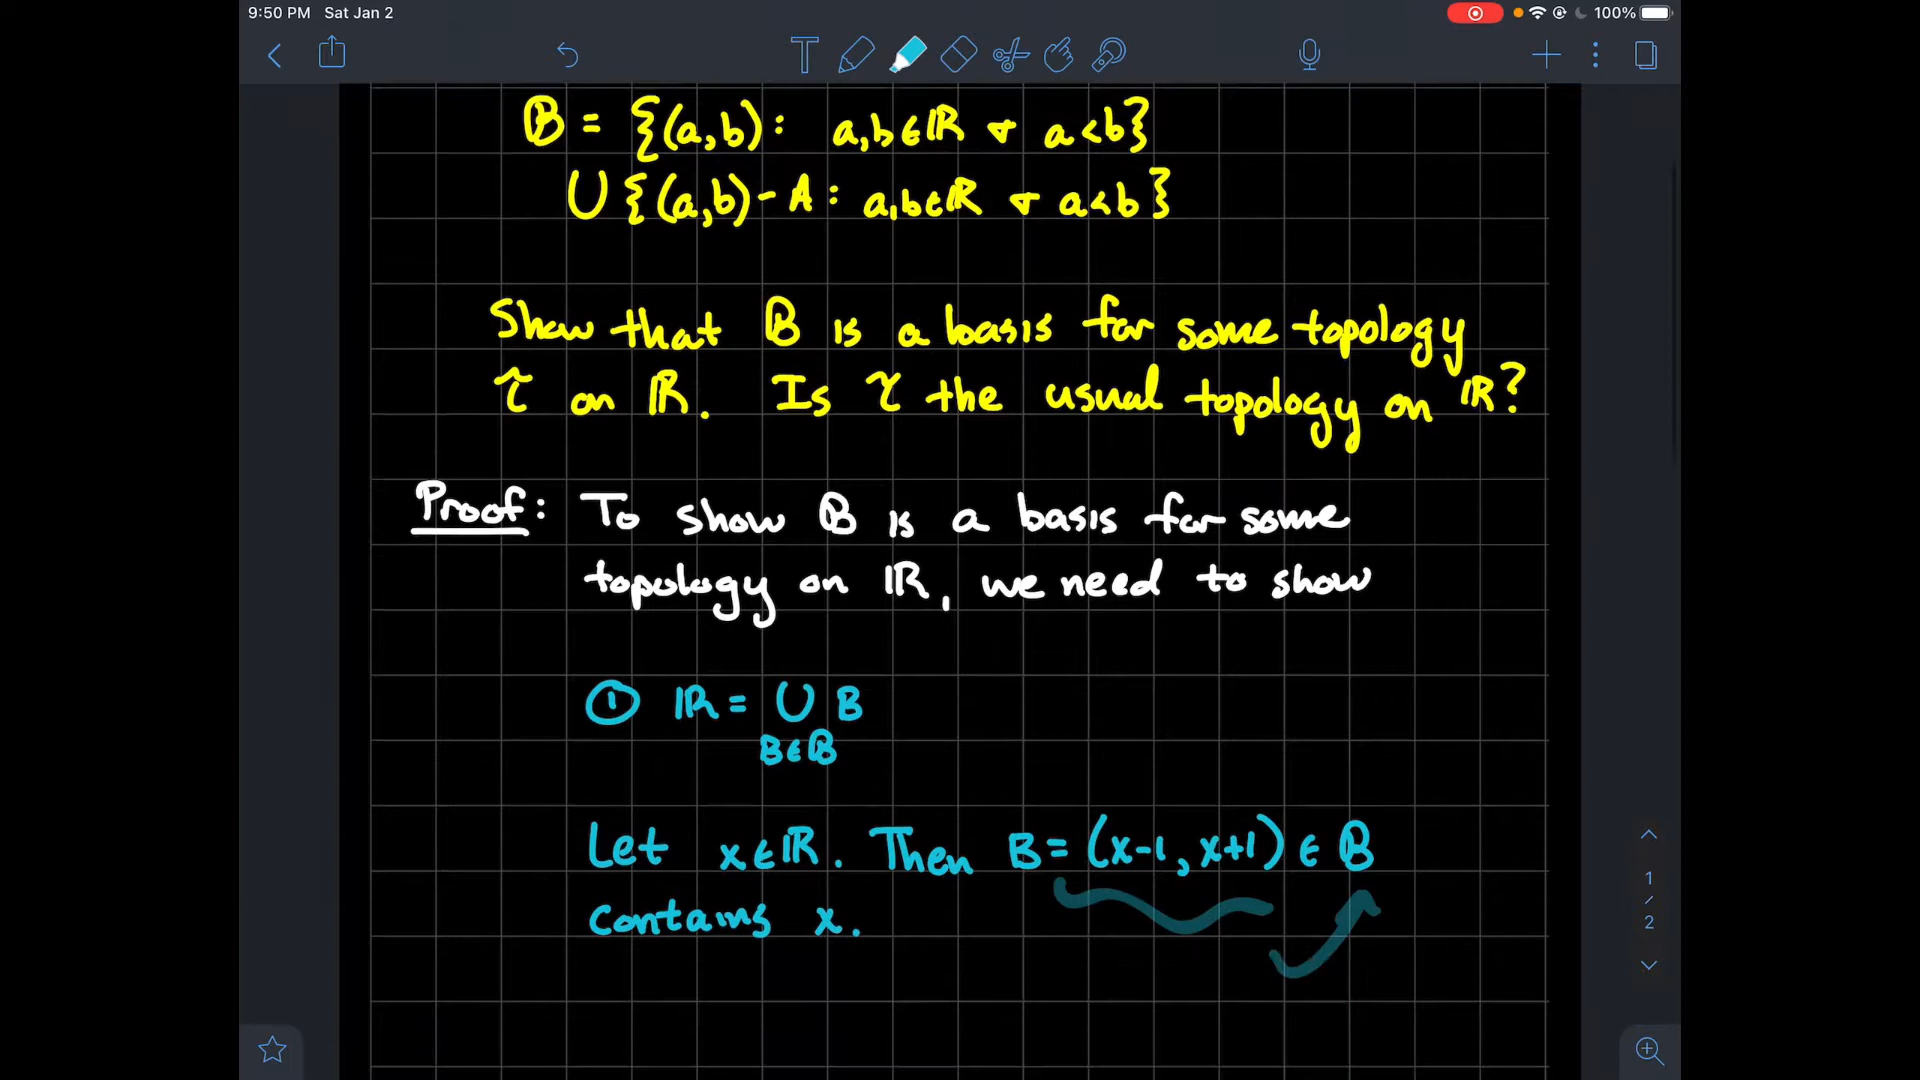 9:50 PM Sat Jan 2
100%
𝔹 = {(a,b): a,b∈ℝ & a<b}
∪ {(a,b)-A: a,b∈ℝ & a<b}
Show that 𝔹 is a basis for some topology
τ on ℝ. Is τ the usual topology on ℝ?
Proof: To show 𝔹 is a basis for some
topology on ℝ, we need to show
① ℝ = ∪ B
B∈𝔹
Let x∈ℝ. Then B = (x-1, x+1) ∈ 𝔹
contains x.
1
/
2